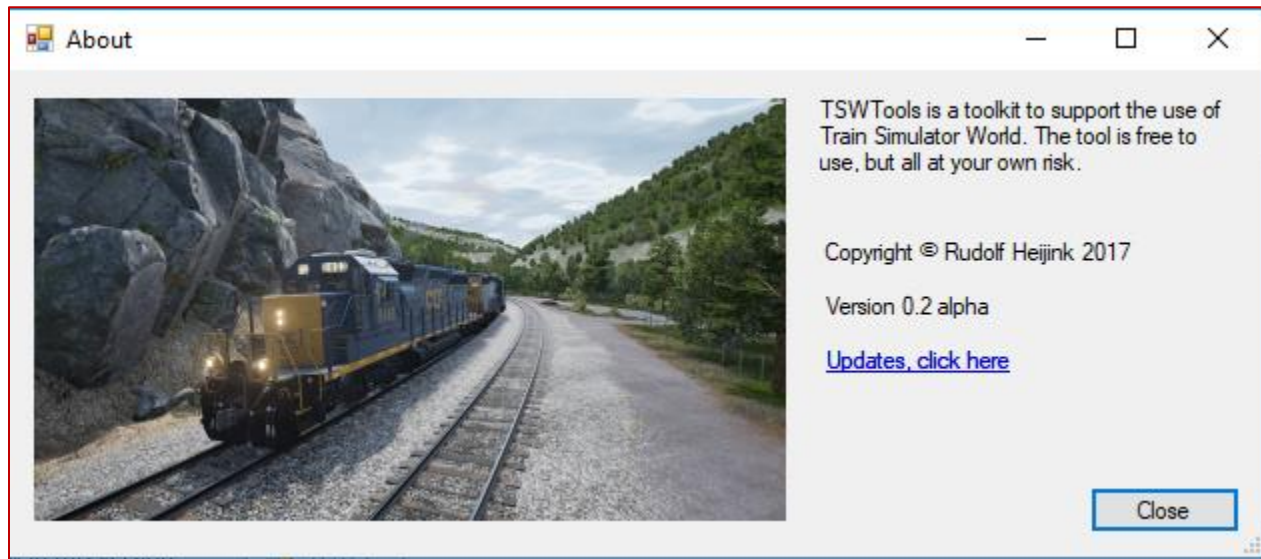 About
TSWTools is a toolkit to support the use of
Train Simulator World. The tool is free to
use, but all at your own risk.
Copyright © Rudolf Heijink 2017
Version 0.2 alpha
Updates, click here
Close